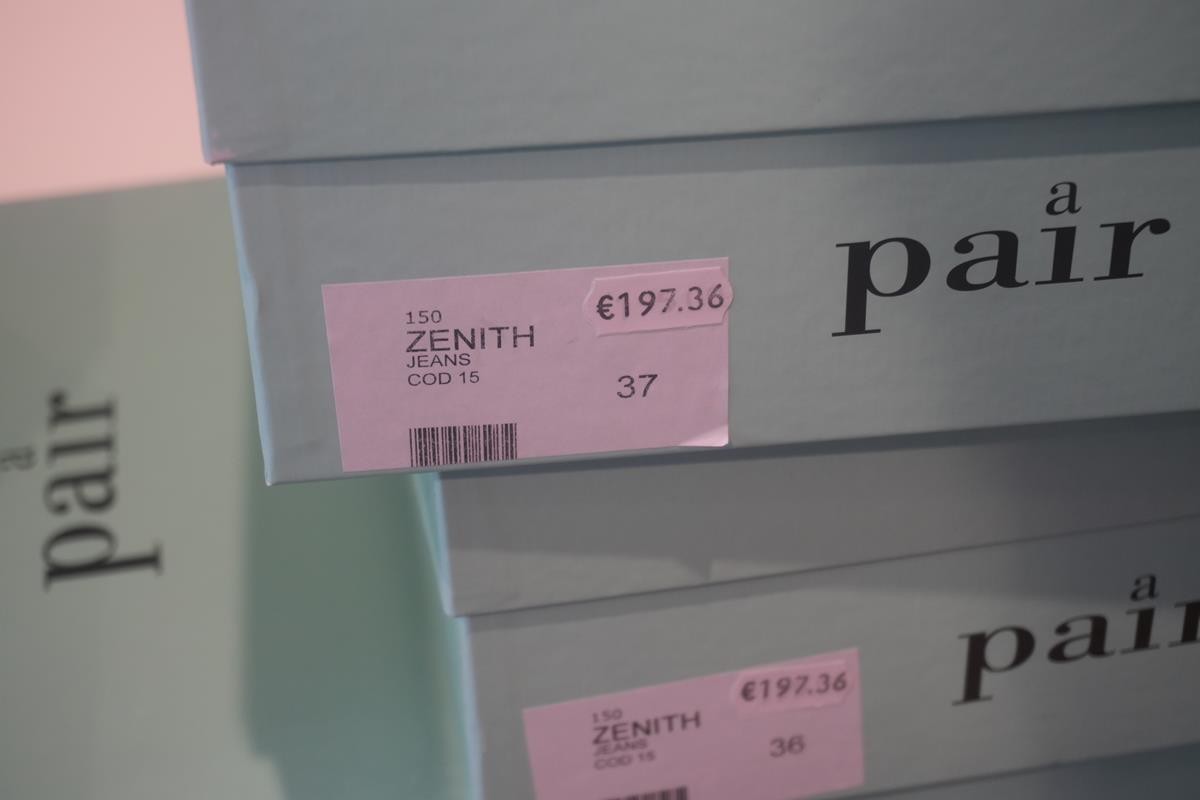 a
pair
150
ZENITH
JEANS
COD 15
€197.36
37
a
pair
a
pair
150
ZENITH
JEANS
COD 15
€197.36
36